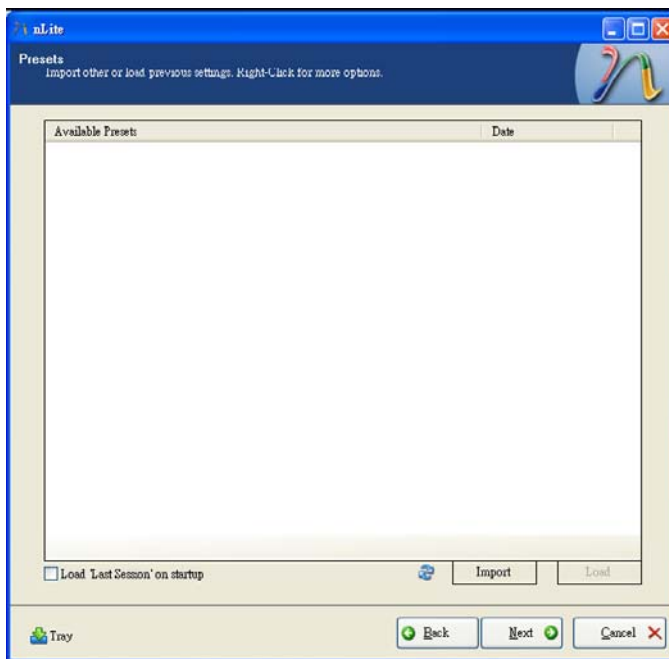 nLite
Presets
Import other or load previous settings. Right-Click for more options.
Available Presets Date
Load 'Last Session' on startup Import Load
Tray Back Next Cancel